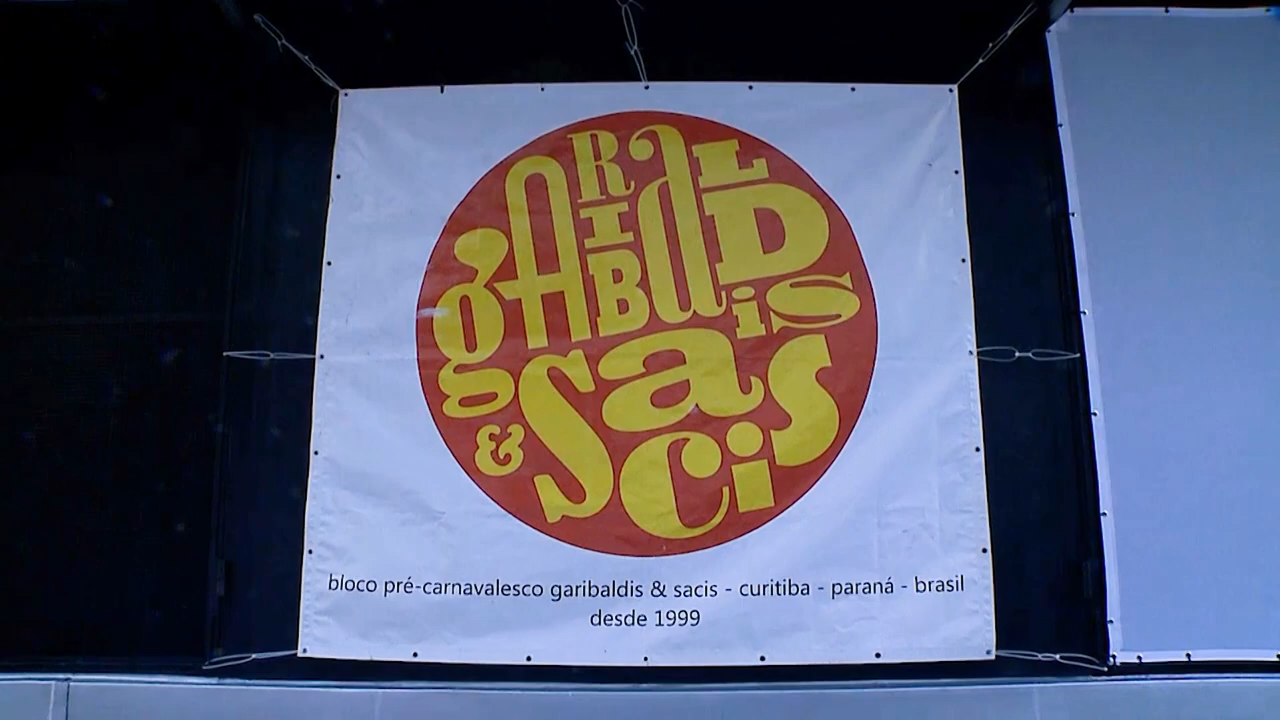 gARIBalDis
& SaCis
bloco pré-carnavalesco garibaldis & sacis - curitiba - paraná - brasil
desde 1999